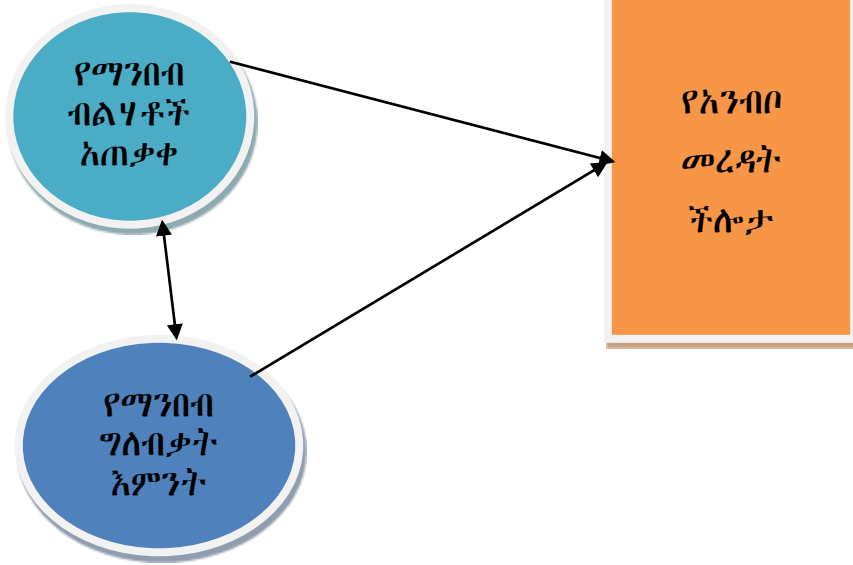 የማንበብ
ብልሃቶች
አጠቃቀ
የአንብቦ
መረዳት
ችሎታ
የማንበብ
ግለብቃት
እምንት